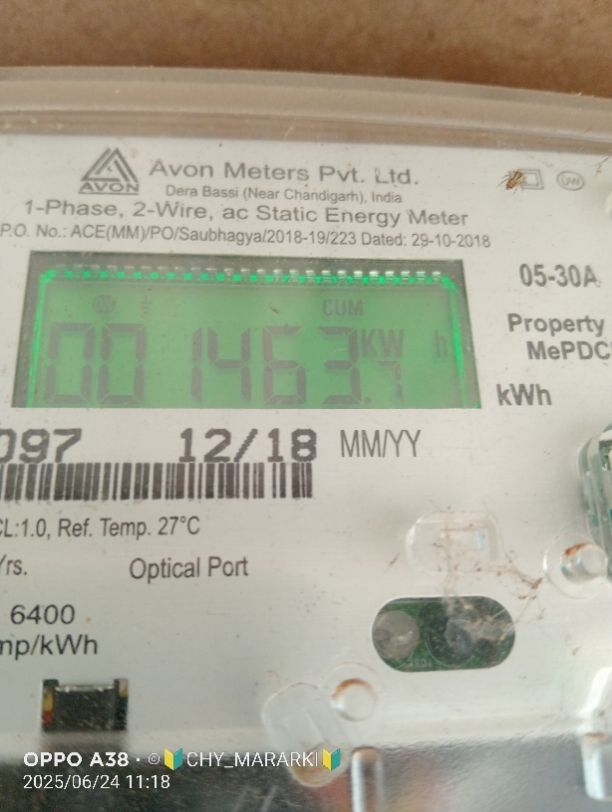 AVON
Avon Meters Pvt. Ltd.
Dera Bassi (Near Chandigarh), India
1-Phase, 2-Wire, ac Static Energy Meter
P.O. No.: ACE(MM)/PO/Saubhagya/2018-19/223 Dated: 29-10-2018
05-30A
Property
MePDC
CUM
001463.7 KW h
kWh
097 12/18 MM/YY
CL:1.0, Ref. Temp. 27°C
Yrs. Optical Port
6400
mp/kWh
OPPO A38 · ©🔰CHY_MARARKI🔰
2025/06/24 11:18